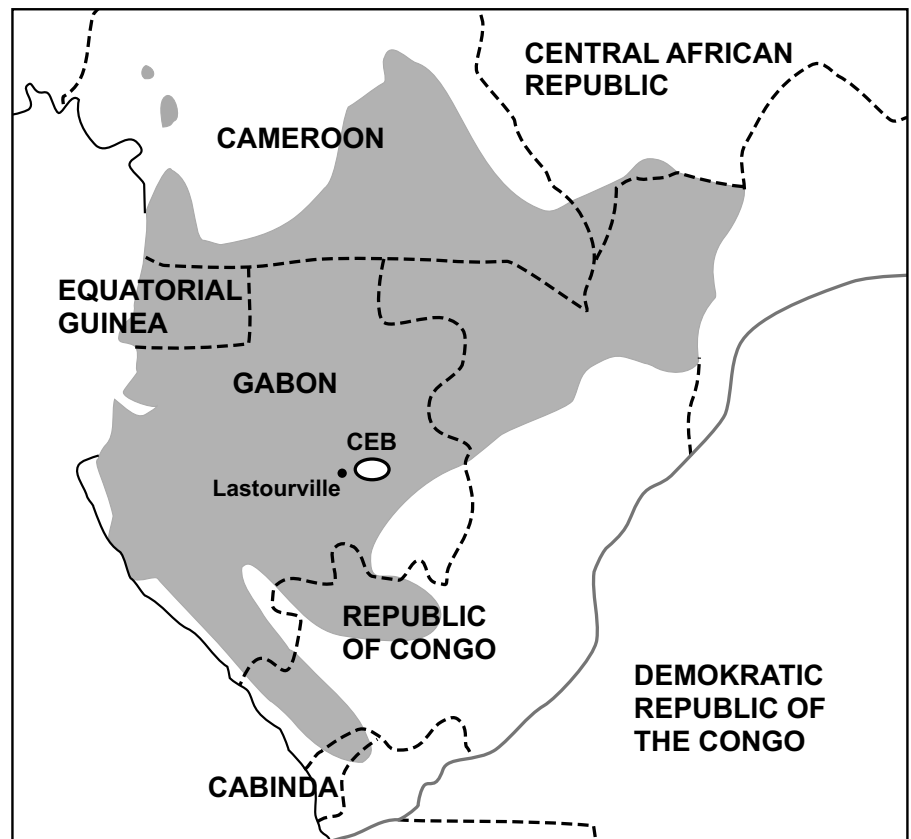 CENTRAL AFRICAN
REPUBLIC
CAMEROON
EQUATORIAL
GUINEA
GABON
CEB
Lastourville
REPUBLIC
OF CONGO
DEMOKRATIC
REPUBLIC OF
THE CONGO
CABINDA